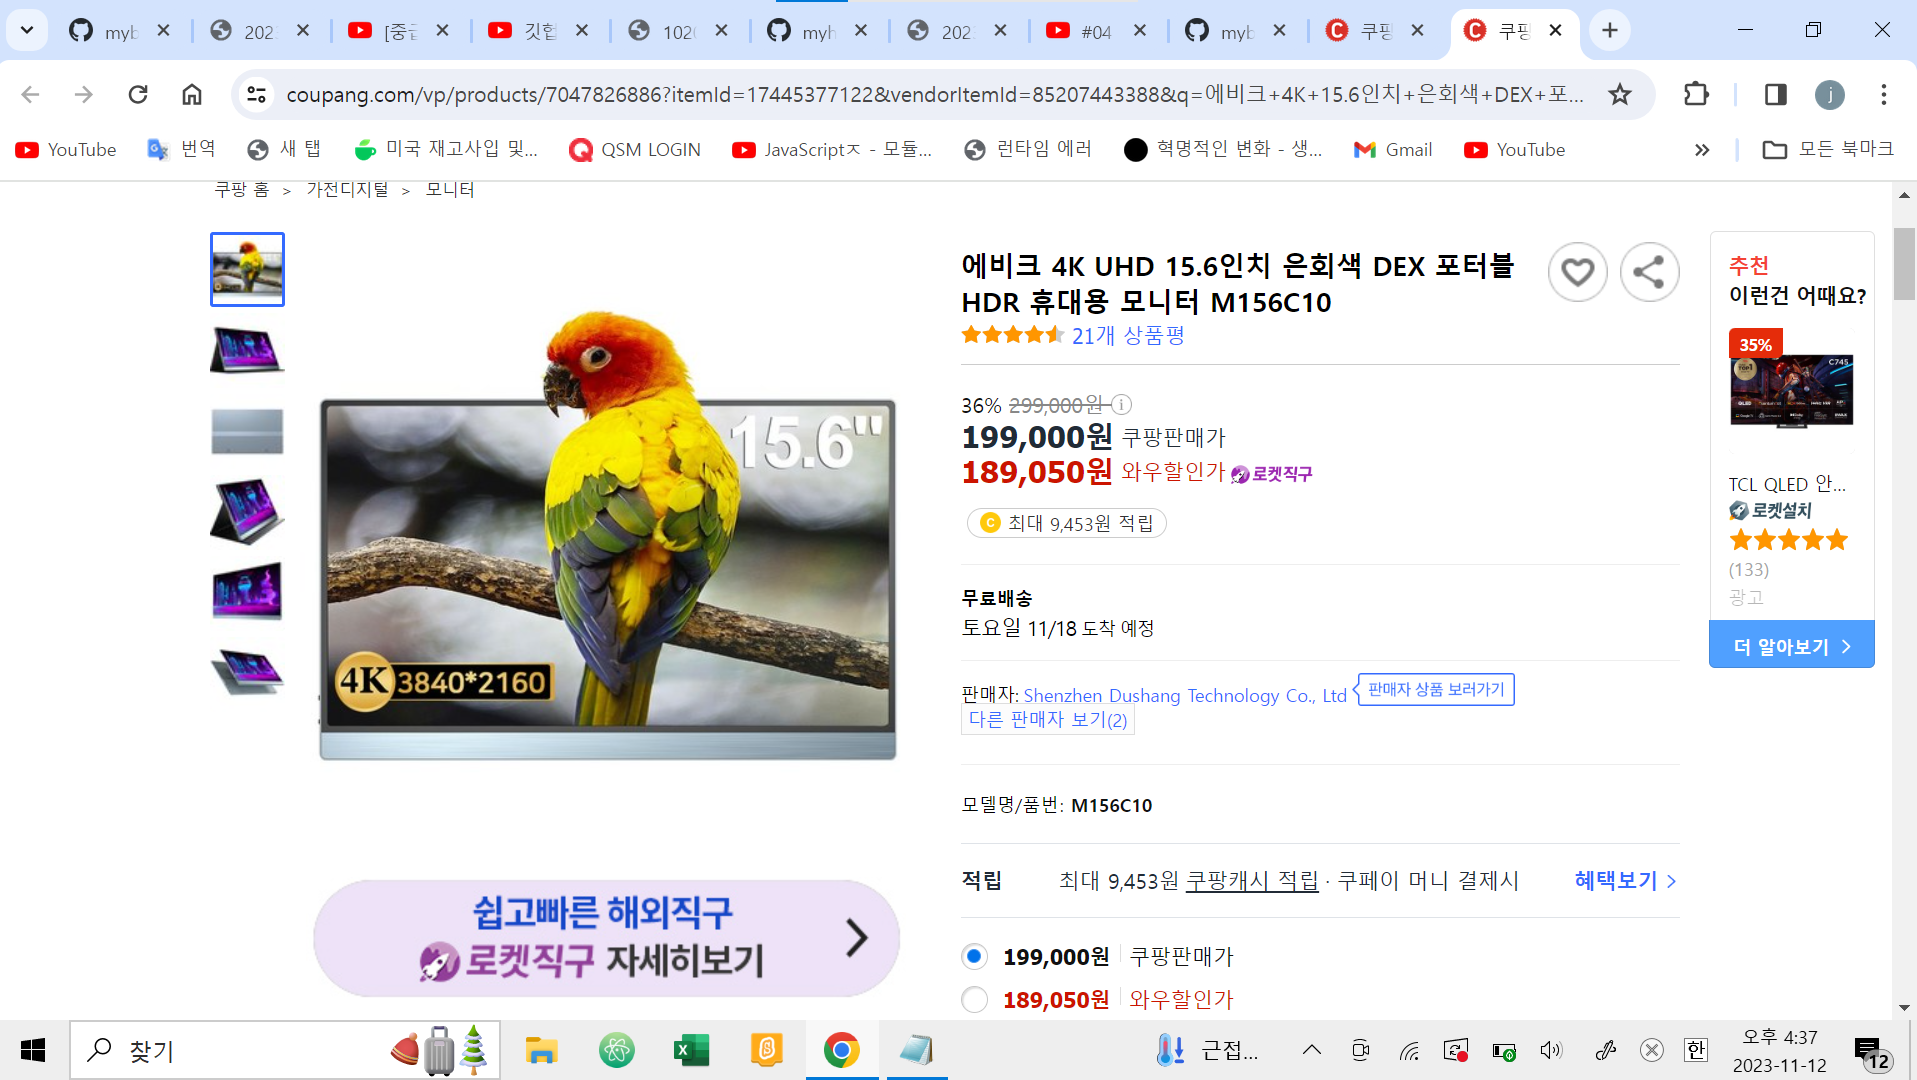 myb
202
[중급
깃헙
102
myh
202
#04
myb
쿠팡
쿠팡
coupang.com/vp/products/7047826886?itemId=17445377122&vendorItemId=85207443388&q=에비크+4K+15.6인치+은회색+DEX+포...
j
YouTube
번역
새 탭
미국 재고사입 및...
QSM LOGIN
JavaScriptㅈ - 모듈...
런타임 에러
혁명적인 변화 - 생...
Gmail
YouTube
모든 북마크
쿠팡 홈 > 가전디지털 > 모니터
15.6"
4K 3840*2160
쉽고빠른 해외직구
로켓직구 자세히보기
에비크 4K UHD 15.6인치 은회색 DEX 포터블
HDR 휴대용 모니터 M156C10
21개 상품평
36% 299,000원
199,000원 쿠팡판매가
189,050원 와우할인가 로켓직구
최대 9,453원 적립
무료배송
토요일 11/18 도착 예정
판매자: Shenzhen Dushang Technology Co., Ltd 판매자 상품 보러가기
다른 판매자 보기(2)
모델명/품번: M156C10
적립 최대 9,453원 쿠팡캐시 적립 · 쿠페이 머니 결제시 혜택보기
199,000원 쿠팡판매가
189,050원 와우할인가
추천
이런건 어때요?
35%
C745
TCL QLED 안...
로켓설치
(133)
광고
더 알아보기
찾기
근접...
한
오후 4:37
2023-11-12
12